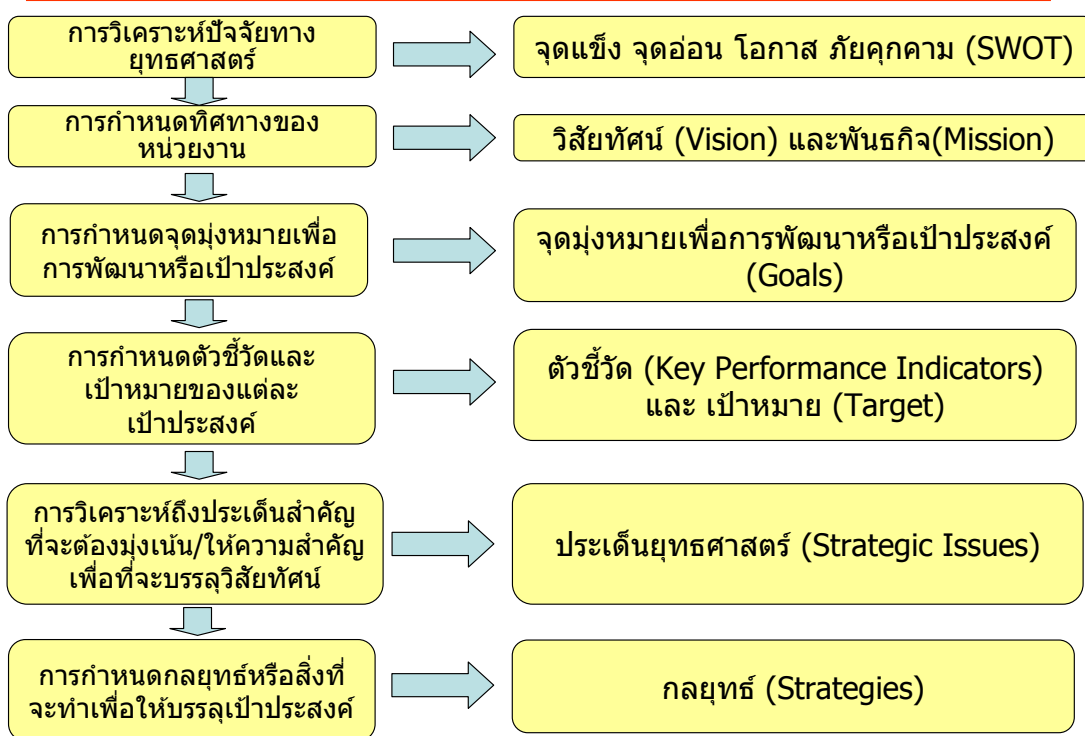 การวิเคราะห์ปัจจัยทาง
ยุทธศาสตร์
จุดแข็ง จุดอ่อน โอกาส ภัยคุกคาม (SWOT)
การกำหนดทิศทางของ
หน่วยงาน
วิสัยทัศน์ (Vision) และพันธกิจ(Mission)
การกำหนดจุดมุ่งหมายเพื่อ
การพัฒนาหรือเป้าประสงค์
จุดมุ่งหมายเพื่อการพัฒนาหรือเป้าประสงค์
(Goals)
การกำหนดตัวชี้วัดและ
เป้าหมายของแต่ละ
เป้าประสงค์
ตัวชี้วัด (Key Performance Indicators)
และ เป้าหมาย (Target)
การวิเคราะห์ถึงประเด็นสำคัญ
ที่จะต้องมุ่งเน้น/ให้ความสำคัญ
เพื่อที่จะบรรลุวิสัยทัศน์
ประเด็นยุทธศาสตร์ (Strategic Issues)
การกำหนดกลยุทธ์หรือสิ่งที่
จะทำเพื่อให้บรรลุเป้าประสงค์
กลยุทธ์ (Strategies)